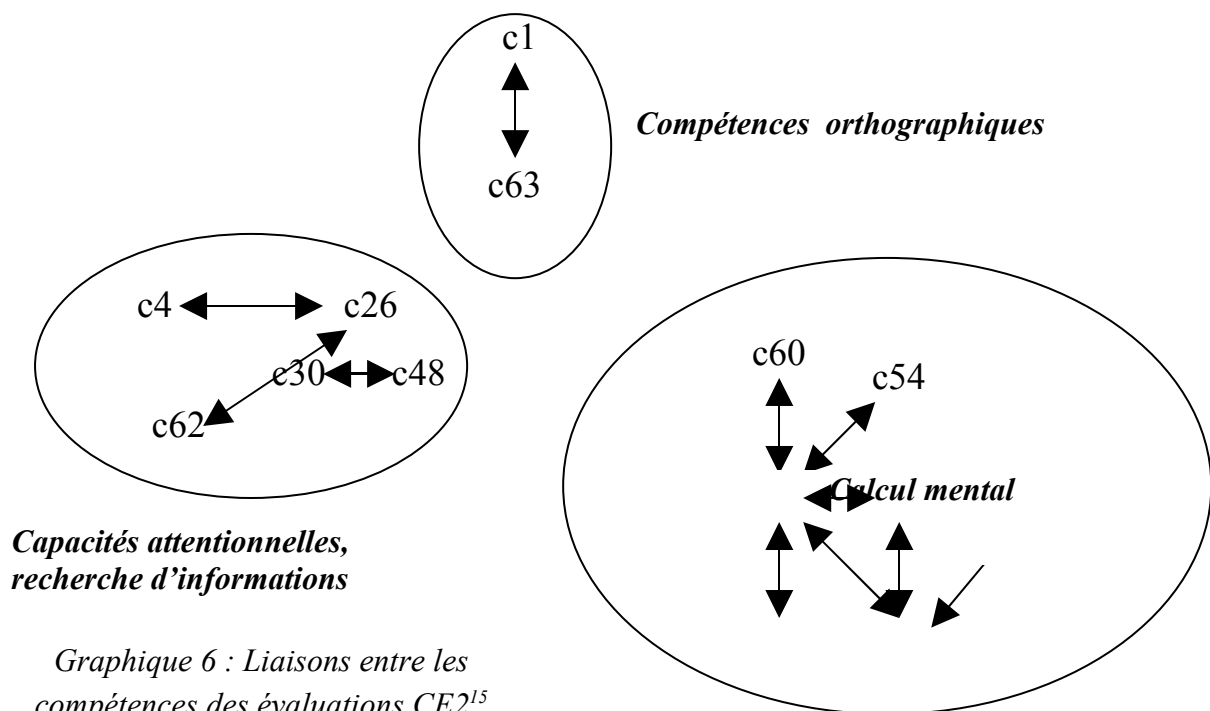 c1
Compétences orthographiques
c63
c4 c26
c30 c48
c62
c60
c54
Calcul mental
Capacités attentionnelles,
recherche d’informations
Graphique 6 : Liaisons entre les
compétences des évaluations CE2¹⁵